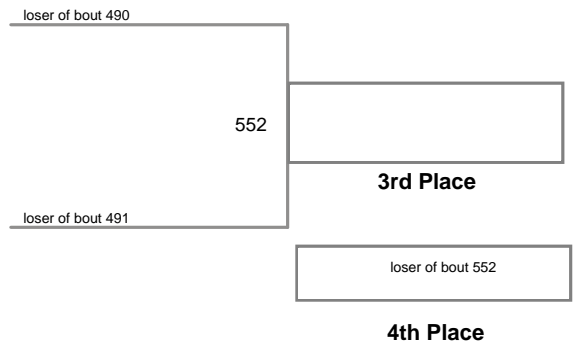 loser of bout 490
552
3rd Place
loser of bout 491
loser of bout 552
4th Place